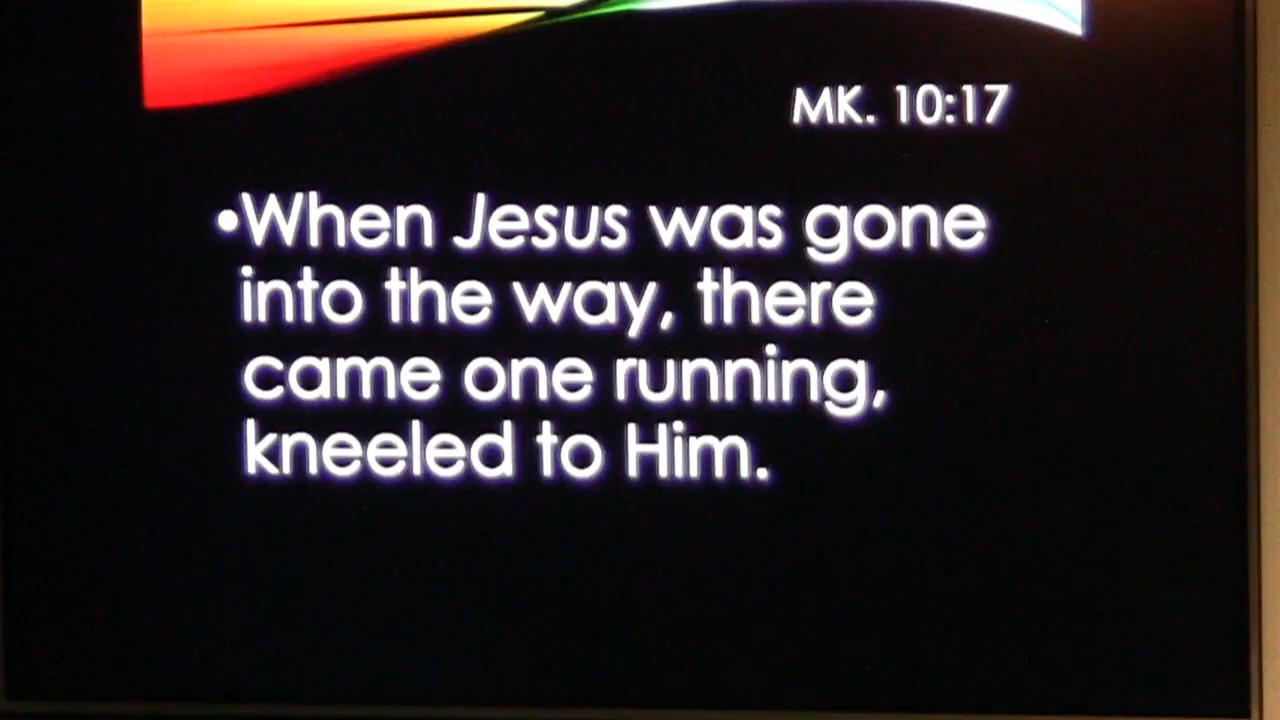 MK. 10:17
•When Jesus was gone
into the way, there
came one running,
kneeled to Him.